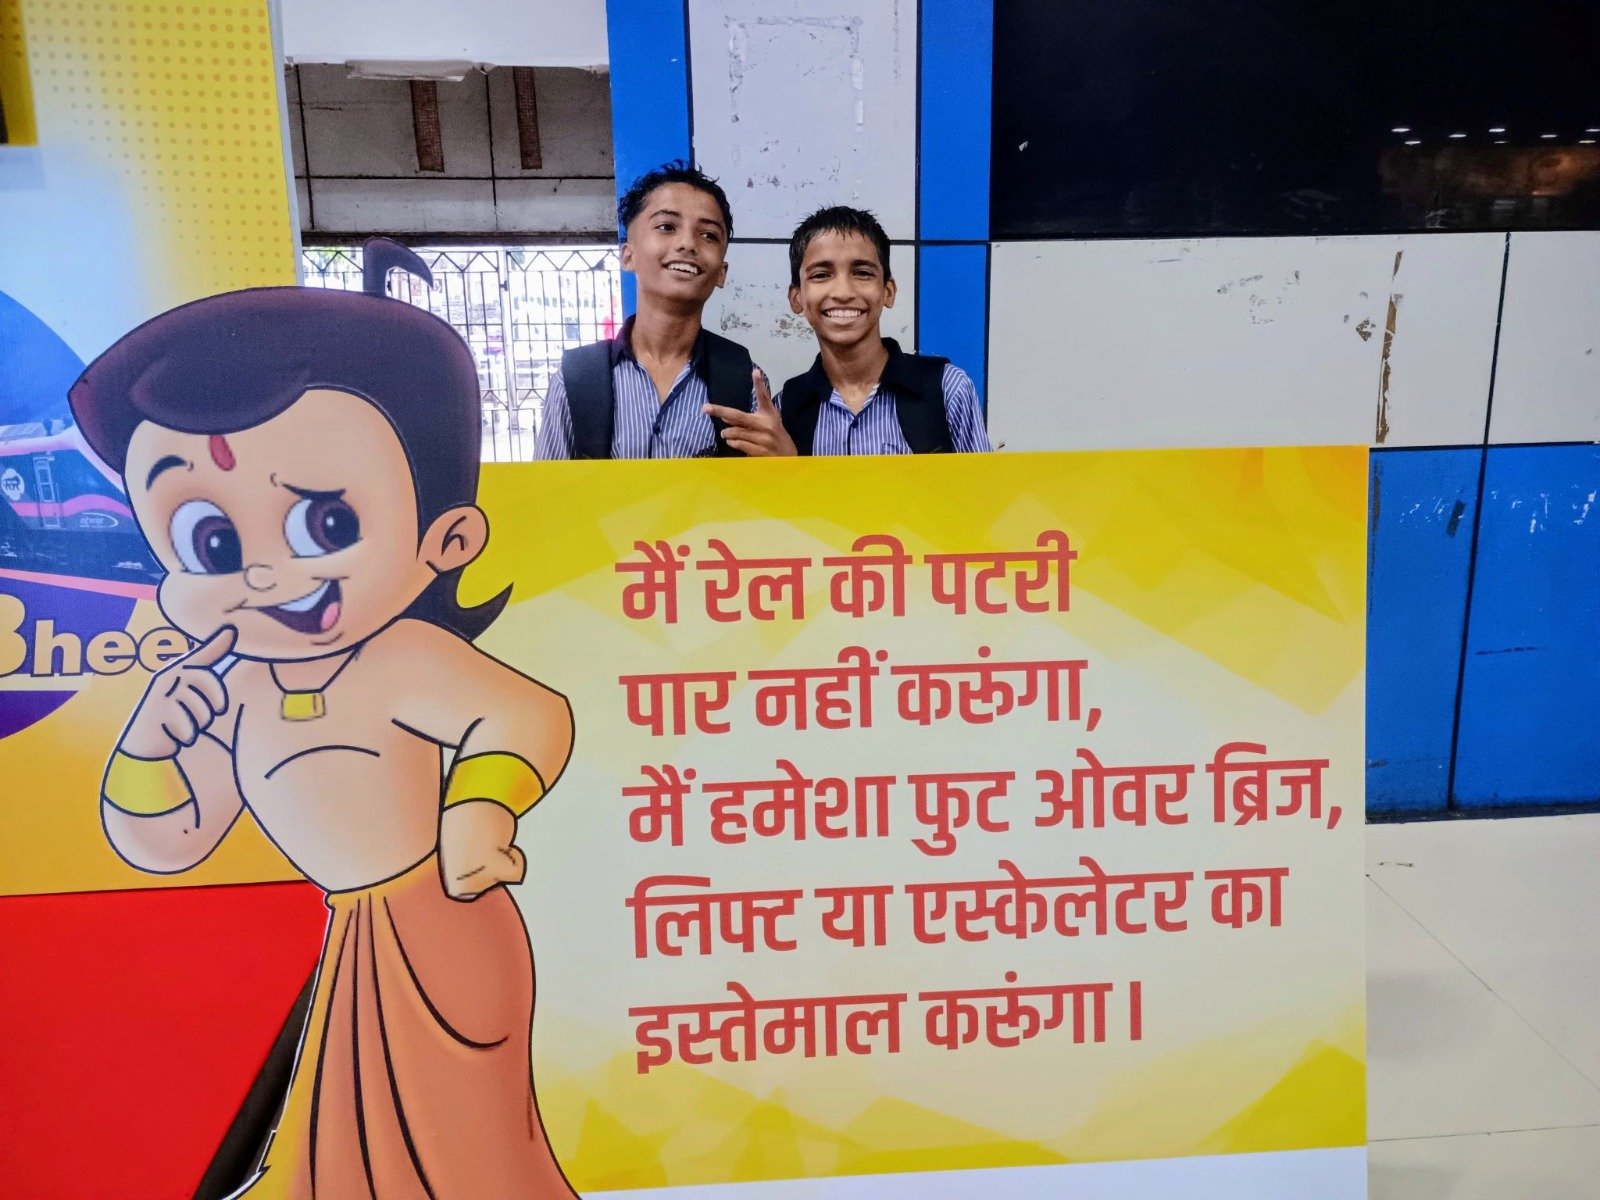 Bhee
मैं रेल की पटरी
पार नहीं करूंगा,
मैं हमेशा फुट ओवर ब्रिज,
लिफ्ट या एस्केलेटर का
इस्तेमाल करूंगा।